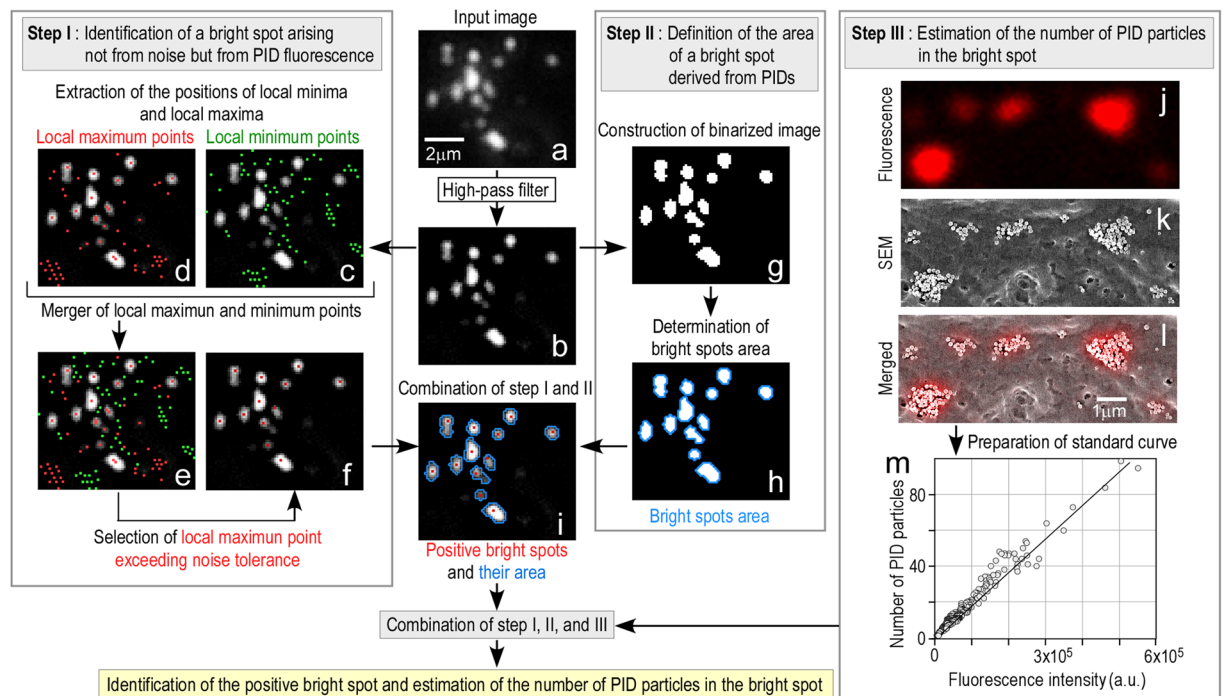 Step I : Identification of a bright spot arising
not from noise but from PID fluorescence
Extraction of the positions of local minima
and local maxima
Local maximum points
Local minimum points
d
c
Merger of local maximun and minimum points
e
f
Selection of local maximun point
exceeding noise tolerance
Input image
2μm
a
High-pass filter
b
Combination of step I and II
i
Positive bright spots
and their area
Step II : Definition of the area
of a bright spot
derived from PIDs
Construction of binarized image
g
Determination of
bright spots area
h
Bright spots area
Step III : Estimation of the number of PID particles
in the bright spot
Fluorescence
j
SEM
k
Merged
l
1μm
Preparation of standard curve
m
Number of PID particles
80
40
0
0
3x10⁵
6x10⁵
Fluorescence intensity (a.u.)
Combination of step I, II, and III
Identification of the positive bright spot and estimation of the number of PID particles in the bright spot